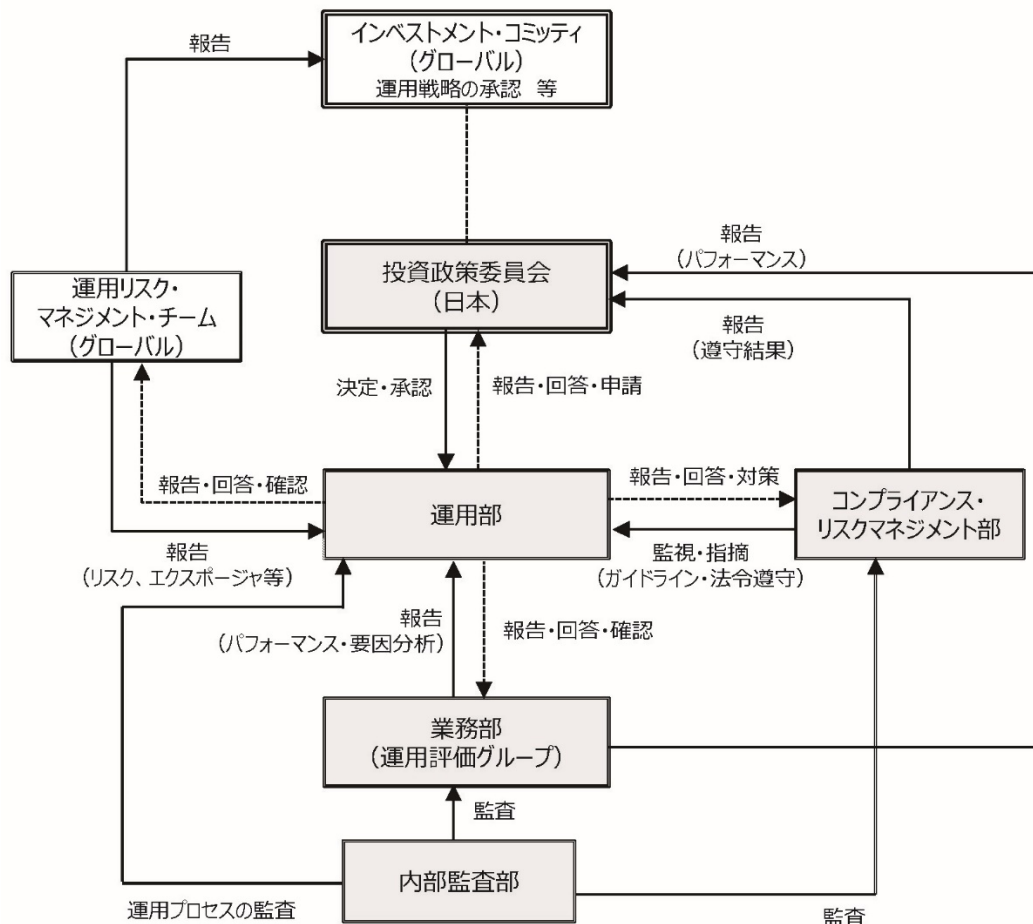 報告
インベストメント・コミッティ
(グローバル)
運用戦略の承認 等
報告
(パフォーマンス)
投資政策委員会
(日本)
運用リスク・
マネジメント・チーム
(グローバル)
報告
(遵守結果)
決定・承認
報告・回答・申請
報告・回答・確認
運用部
報告・回答・対策
コンプライアンス・
リスクマネジメント部
監視・指摘
(ガイドライン・法令遵守)
報告
(リスク、エクスポージャ等)
報告
(パフォーマンス・要因分析)
報告・回答・確認
業務部
(運用評価グループ)
監査
内部監査部
運用プロセスの監査
監査